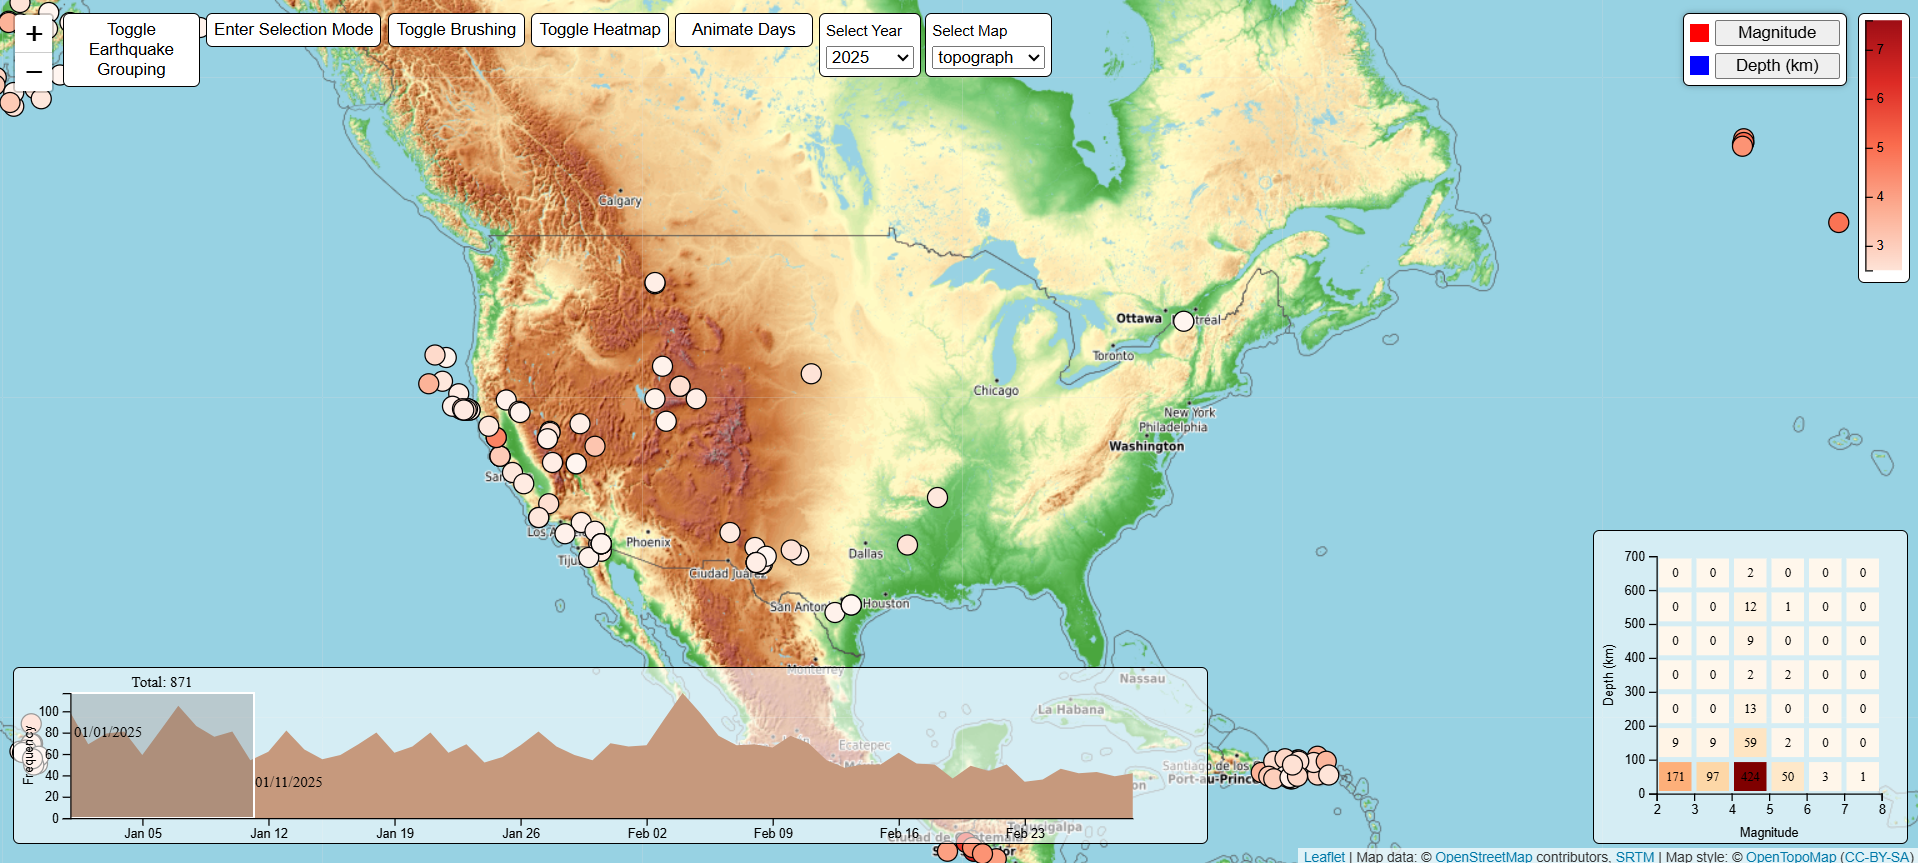 +
−
Toggle
Earthquake
Grouping
Enter Selection Mode
Toggle Brushing
Toggle Heatmap
Animate Days
Select Year
2025
Select Map
topograph
Magnitude
Depth (km)
7
6
5
4
3
Calgary
Ottawa
Toronto
Chicago
New York
Philadelphia
Washington
Phoenix
Ciudad Juárez
Dallas
Houston
Monterrey
Nassau
La Habana
Ecatepec
Santiago de los
Port-au-Prince
Tegucigalpa
Ciudad de Guatemala
Total: 871
Frequency
100
80
60
40
20
0
01/01/2025
01/11/2025
Jan 05
Jan 12
Jan 19
Jan 26
Feb 02
Feb 09
Feb 16
Feb 23
Depth (km)
700
600
500
400
300
200
100
0
0 0 2 0 0 0
0 0 12 1 0 0
0 0 9 0 0 0
0 0 2 2 0 0
0 0 13 0 0 0
9 9 59 2 0 0
171 97 424 50 3 1
2 3 4 5 6 7 8
Magnitude
Leaflet | Map data: © OpenStreetMap contributors, SRTM | Map style: © OpenTopoMap (CC-BY-SA)